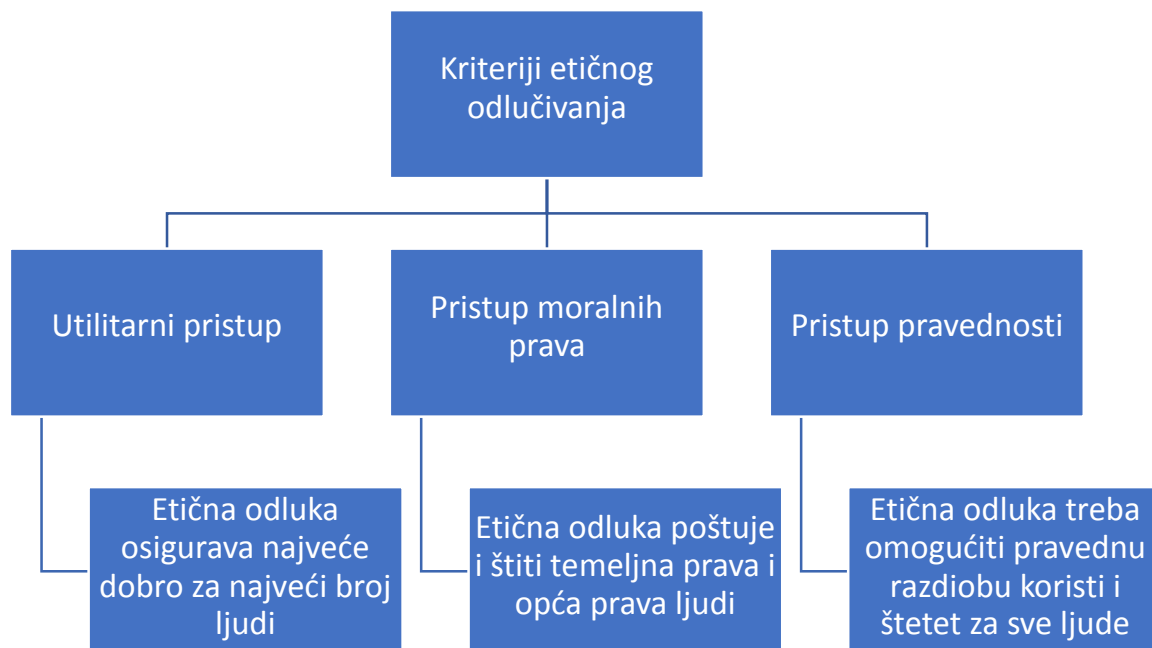 Kriteriji etičnog
odlučivanja
Utilitarni pristup
Pristup moralnih
prava
Pristup pravednosti
Etična odluka
osigurava najveće
dobro za najveći broj
ljudi
Etična odluka poštuje
i štiti temeljna prava i
opća prava ljudi
Etična odluka treba
omogućiti pravednu
razdiobu koristi i
štetet za sve ljude